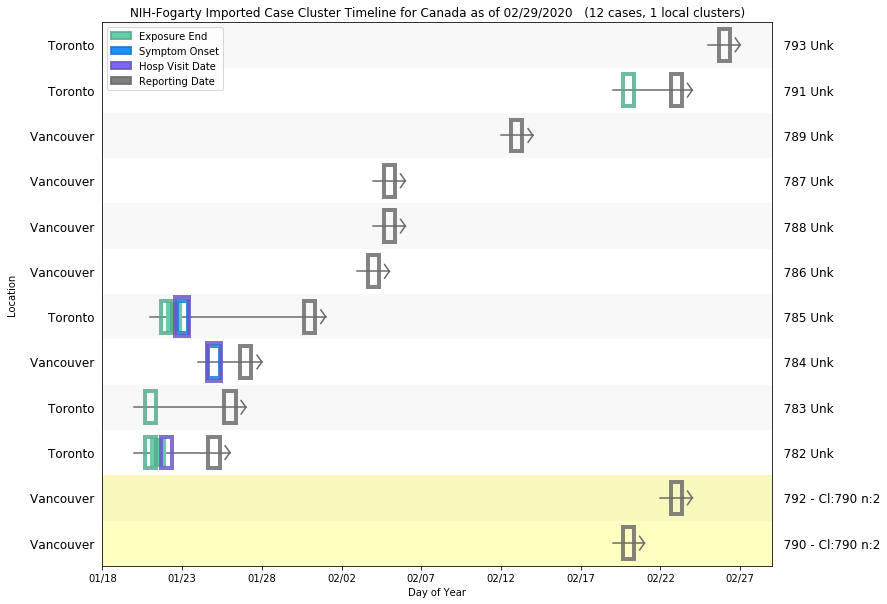 NIH-Fogarty Imported Case Cluster Timeline for Canada as of 02/29/2020 (12 cases, 1 local clusters)
Exposure End
Symptom Onset
Hosp Visit Date
Reporting Date
Toronto 793 Unk
Toronto 791 Unk
Vancouver 789 Unk
Vancouver 787 Unk
Vancouver 788 Unk
Vancouver 786 Unk
Toronto 785 Unk
Vancouver 784 Unk
Toronto 783 Unk
Toronto 782 Unk
Vancouver 792 - Cl:790 n:2
Vancouver 790 - Cl:790 n:2
Location
01/18 01/23 01/28 02/02 02/07 02/12 02/17 02/22 02/27
Day of Year